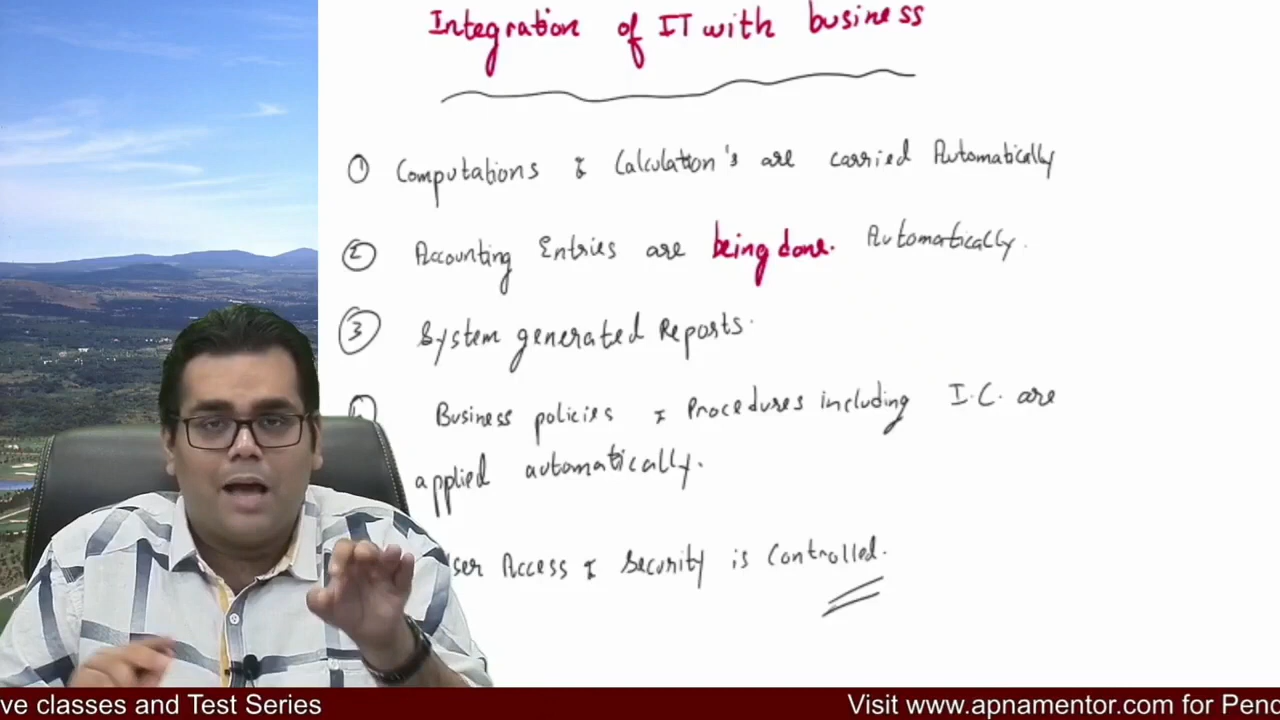 Integration of IT with business
① Computations & Calculation's are carried Automatically
② Accounting Entries are being done. Automatically.
③ System generated Reports.
Business policies & Procedures including I.C. are
applied automatically.
ser Access & Security is Controlled.
ve classes and Test Series Visit www.apnamentor.com for Pend